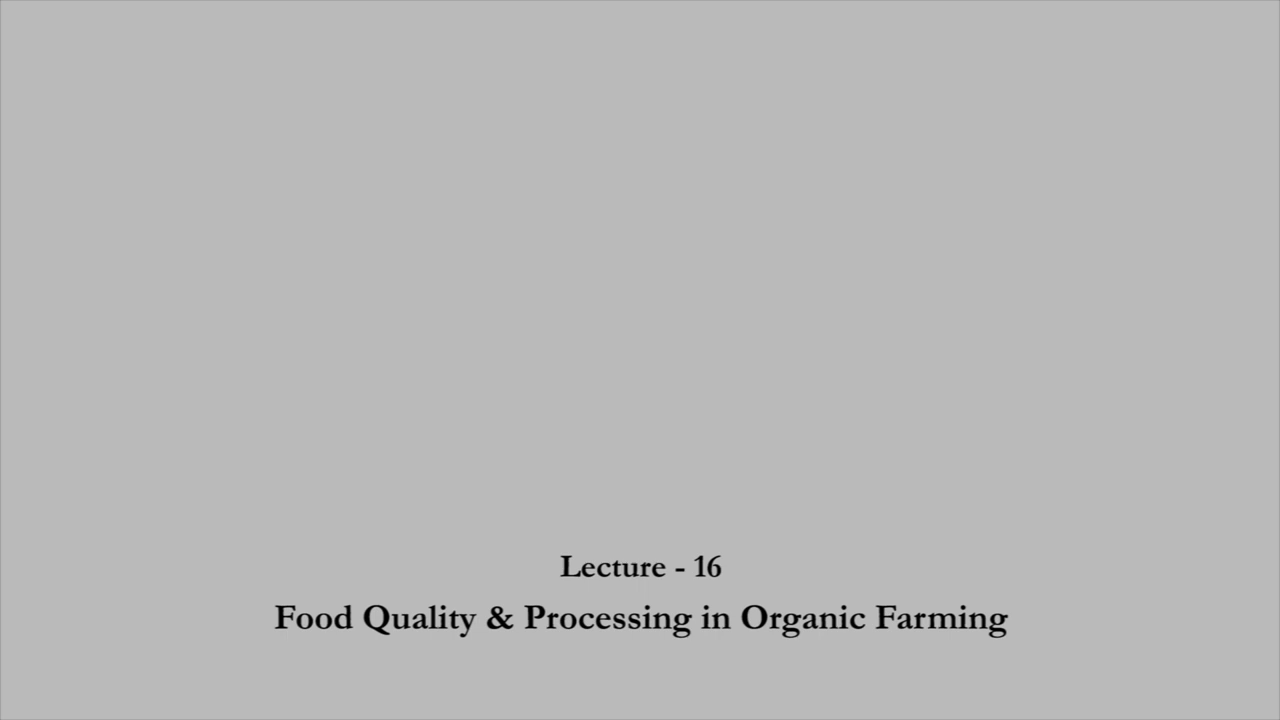 Lecture - 16
Food Quality & Processing in Organic Farming